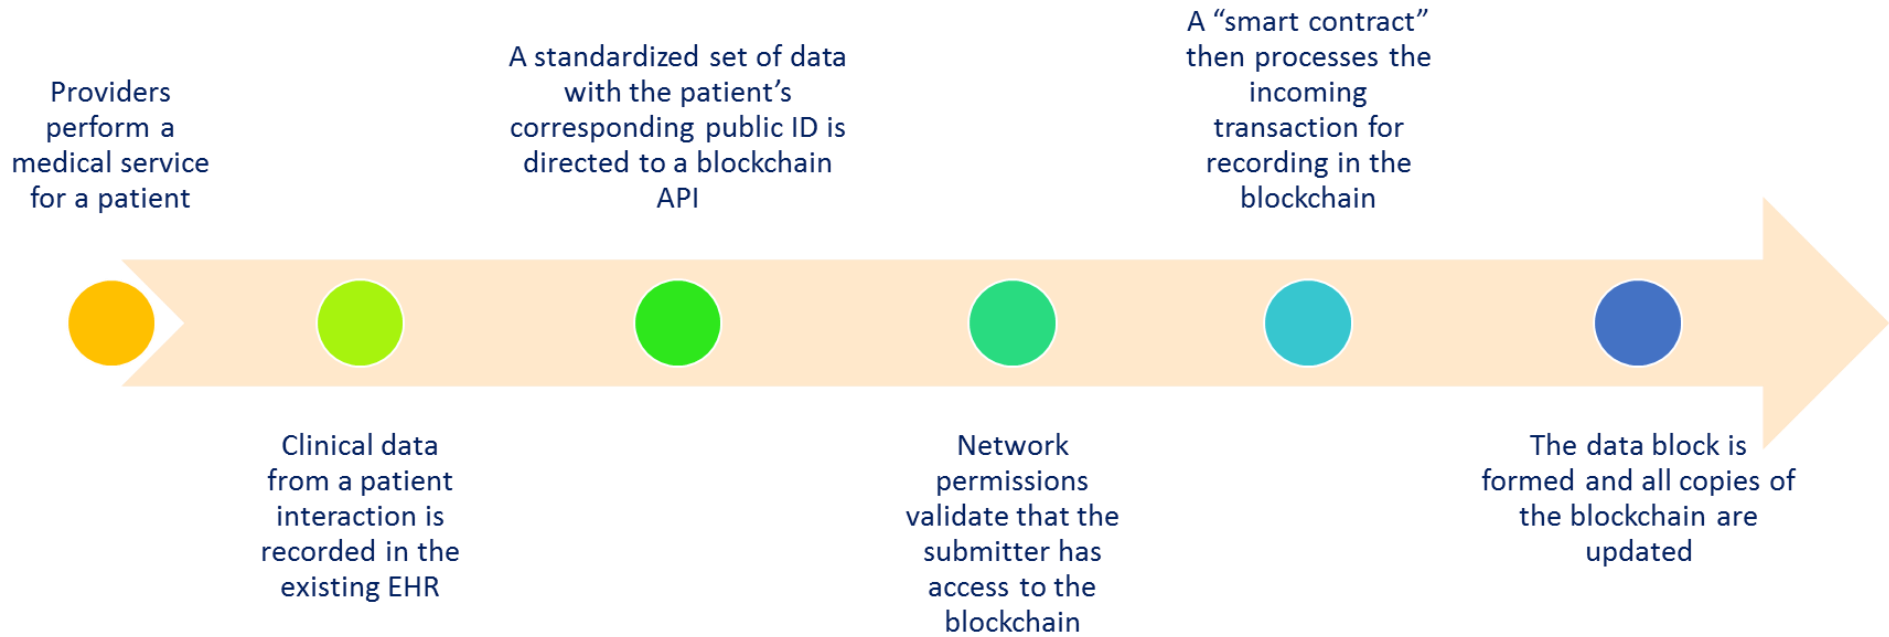 Providers
perform a
medical service
for a patient
Clinical data
from a patient
interaction is
recorded in the
existing EHR
A standardized set of data
with the patient’s
corresponding public ID is
directed to a blockchain
API
Network
permissions
validate that the
submitter has
access to the
blockchain
A “smart contract”
then processes the
incoming
transaction for
recording in the
blockchain
The data block is
formed and all copies of
the blockchain are
updated